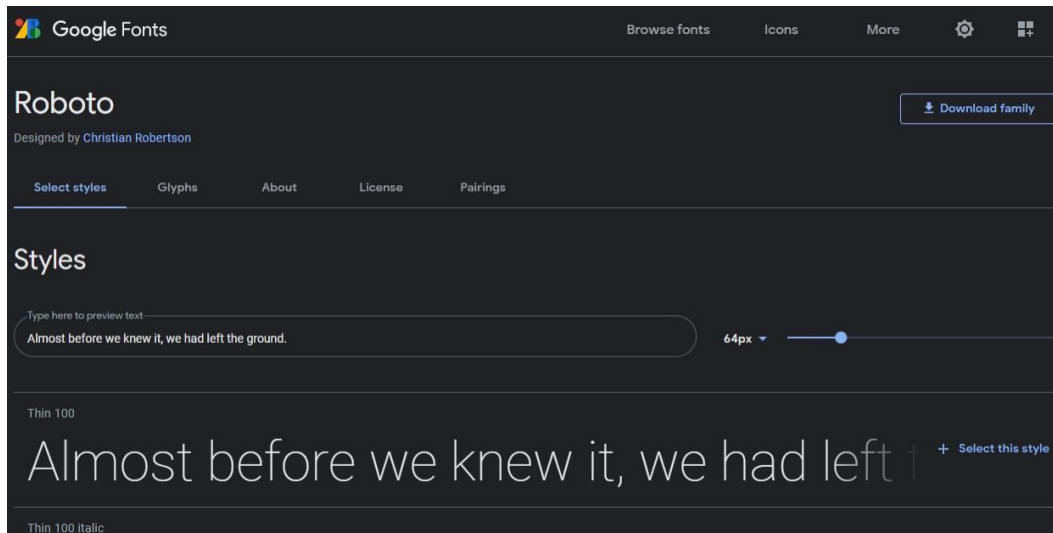 Google Fonts
Browse fonts
Icons
More
Roboto
Download family
Designed by Christian Robertson
Select styles
Glyphs
About
License
Pairings
Styles
Type here to preview text
Almost before we knew it, we had left the ground.
64px
Thin 100
Almost before we knew it, we had left t
+ Select this style
Thin 100 italic